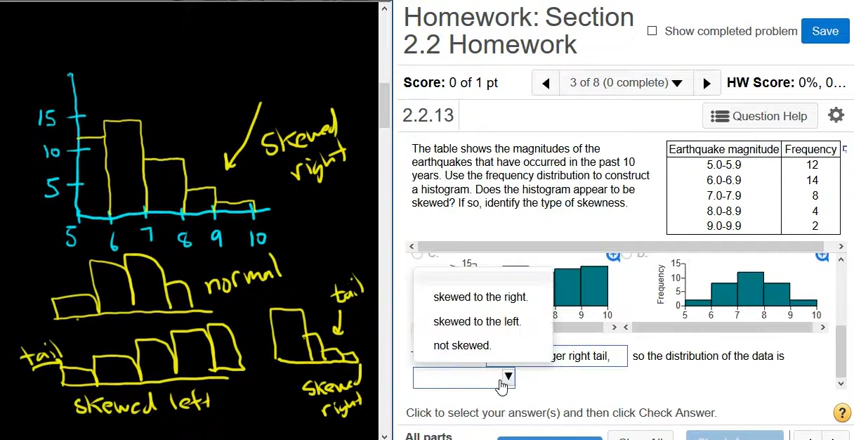 15
10
5
5 6 7 8 9 10
skewed
right
normal
tail
skewed left
tail
skewed
right
Homework: Section
2.2 Homework
Show completed problem
Save
Score: 0 of 1 pt
3 of 8 (0 complete)
HW Score: 0%, 0…
2.2.13
Question Help
The table shows the magnitudes of the
earthquakes that have occurred in the past 10
years. Use the frequency distribution to construct
a histogram. Does the histogram appear to be
skewed? If so, identify the type of skewness.
Earthquake magnitude Frequency
5.0-5.9 12
6.0-6.9 14
7.0-7.9 8
8.0-8.9 4
9.0-9.9 2
15
8 9 10
Frequency
15
10
5
0
5 6 7 8 9 10
skewed to the right.
skewed to the left.
not skewed.
ger right tail,
so the distribution of the data is
Click to select your answer(s) and then click Check Answer.
?
All parts